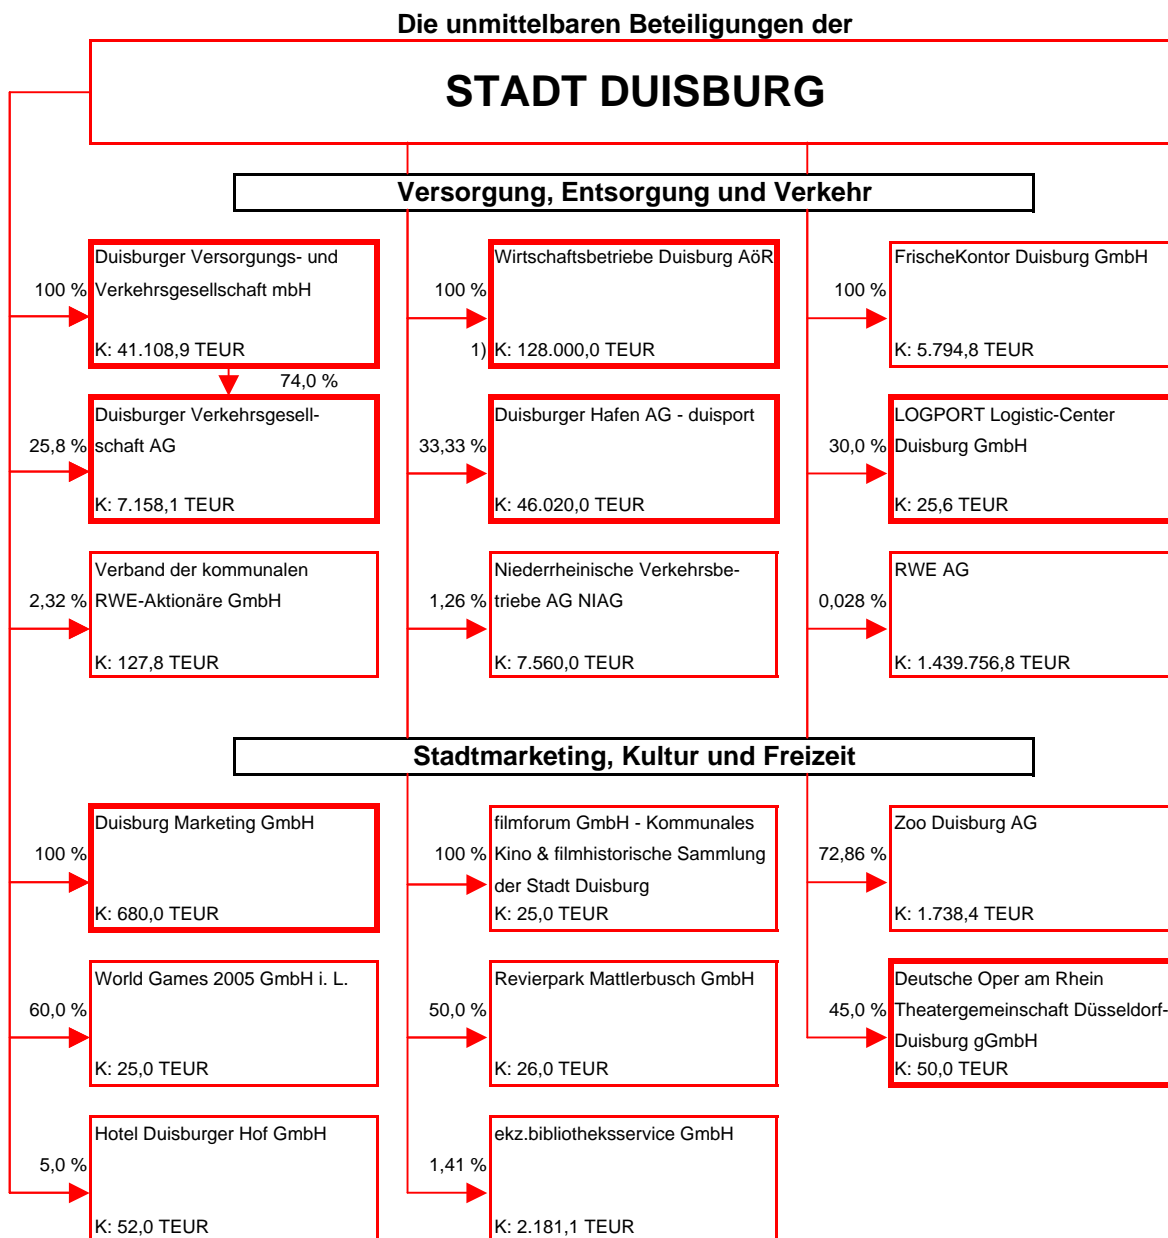 Die unmittelbaren Beteiligungen der
STADT DUISBURG
Versorgung, Entsorgung und Verkehr
100 %
Duisburger Versorgungs- und
Verkehrsgesellschaft mbH
K: 41.108,9 TEUR
100 %
1)
Wirtschaftsbetriebe Duisburg AöR
K: 128.000,0 TEUR
100 %
FrischeKontor Duisburg GmbH
K: 5.794,8 TEUR
74,0 %
25,8 %
Duisburger Verkehrsgesell-
schaft AG
K: 7.158,1 TEUR
33,33 %
Duisburger Hafen AG - duisport
K: 46.020,0 TEUR
30,0 %
LOGPORT Logistic-Center
Duisburg GmbH
K: 25,6 TEUR
2,32 %
Verband der kommunalen
RWE-Aktionäre GmbH
K: 127,8 TEUR
1,26 %
Niederrheinische Verkehrsbe-
triebe AG NIAG
K: 7.560,0 TEUR
0,028 %
RWE AG
K: 1.439.756,8 TEUR
Stadtmarketing, Kultur und Freizeit
100 %
Duisburg Marketing GmbH
K: 680,0 TEUR
100 %
filmforum GmbH - Kommunales
Kino & filmhistorische Sammlung
der Stadt Duisburg
K: 25,0 TEUR
72,86 %
Zoo Duisburg AG
K: 1.738,4 TEUR
60,0 %
World Games 2005 GmbH i. L.
K: 25,0 TEUR
50,0 %
Revierpark Mattlerbusch GmbH
K: 26,0 TEUR
45,0 %
Deutsche Oper am Rhein
Theatergemeinschaft Düsseldorf-
Duisburg gGmbH
K: 50,0 TEUR
5,0 %
Hotel Duisburger Hof GmbH
K: 52,0 TEUR
1,41 %
ekz.bibliotheksservice GmbH
K: 2.181,1 TEUR